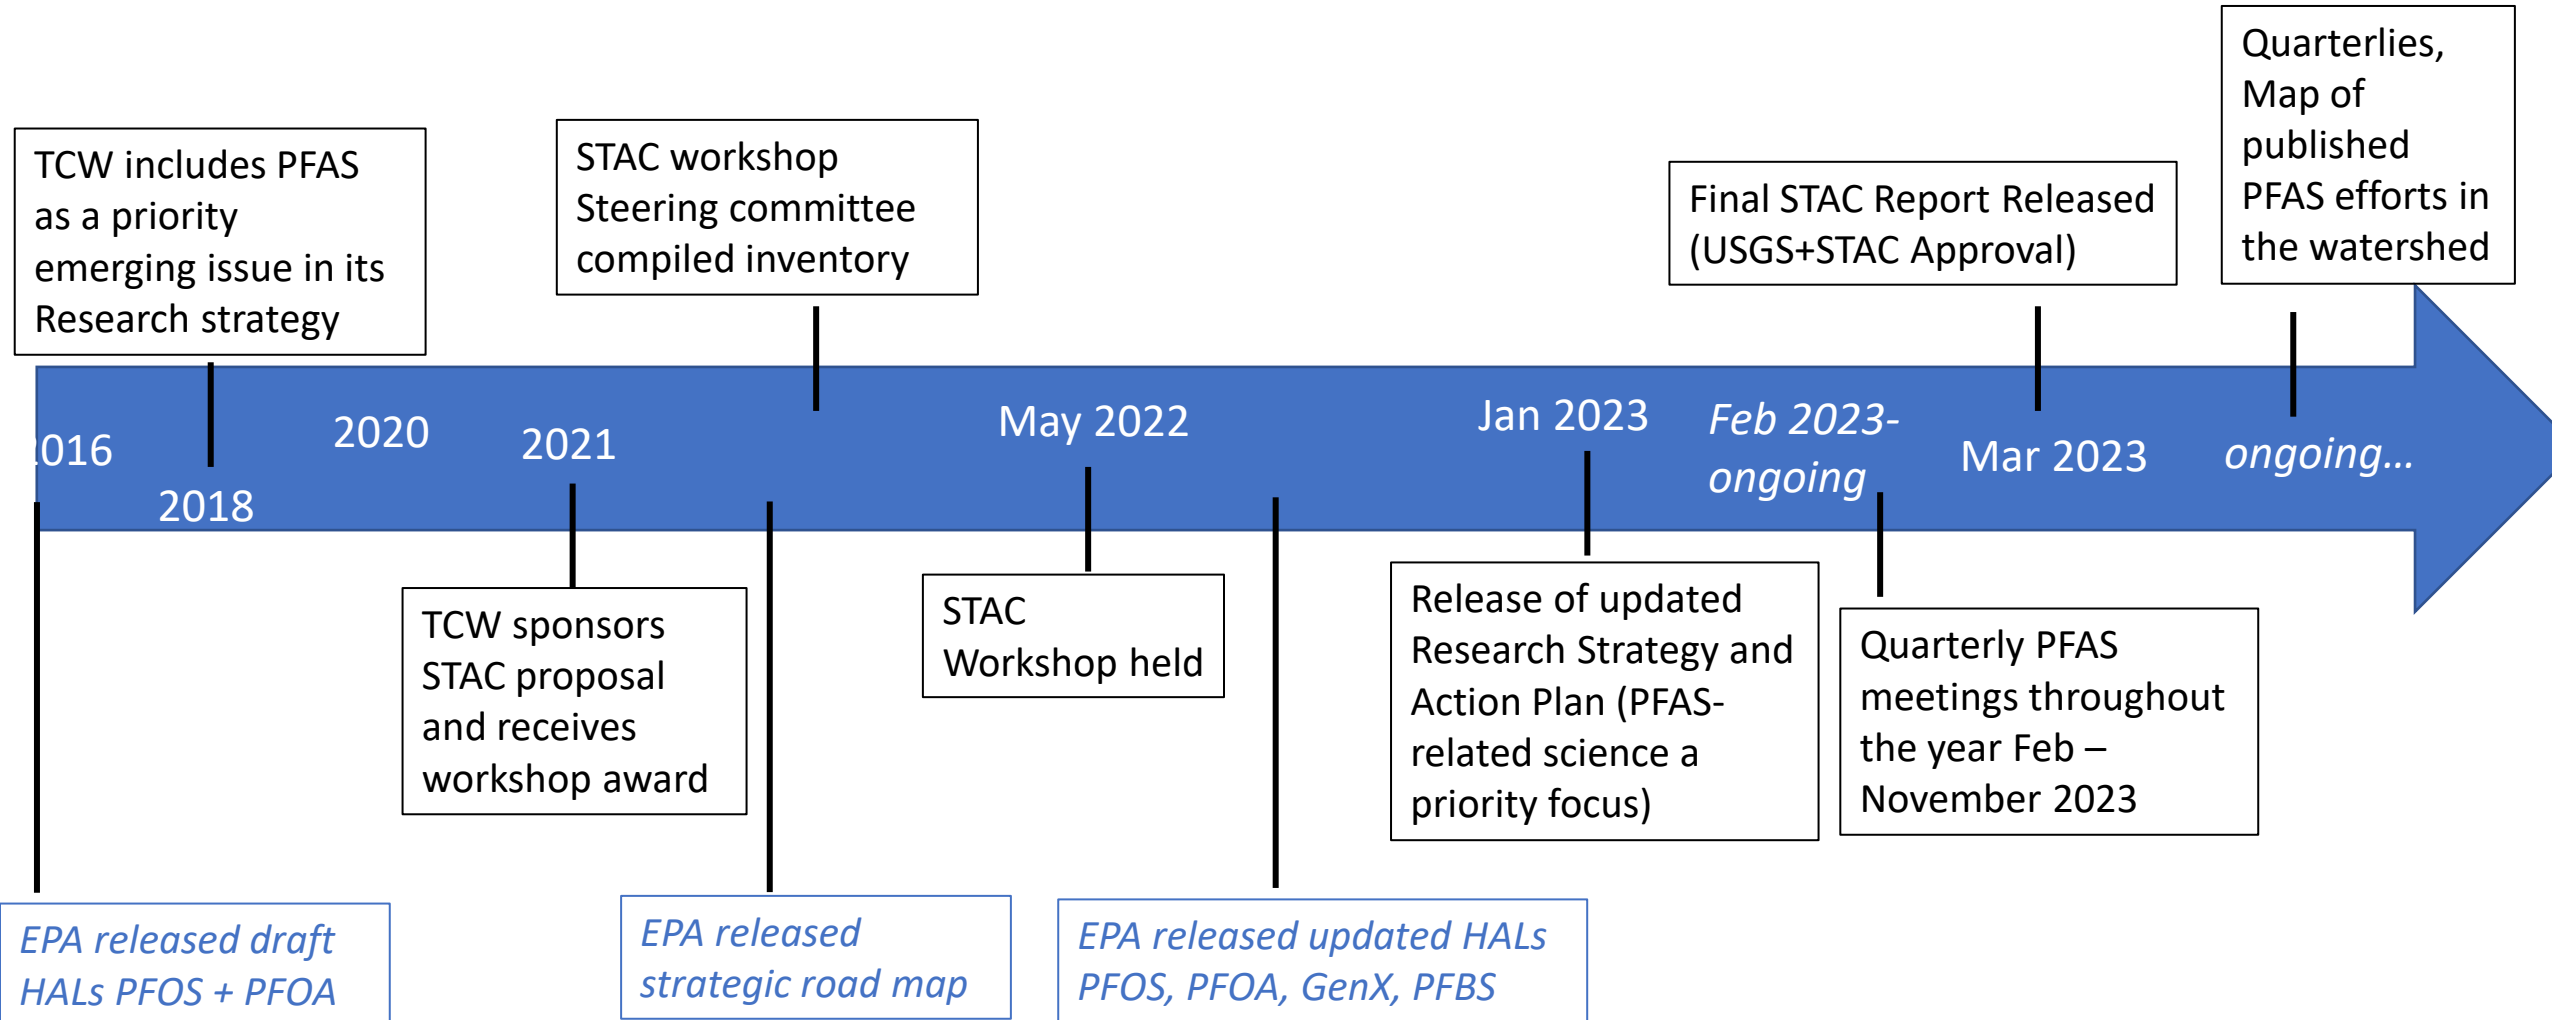 Quarterlies,
Map of
published
PFAS efforts in
the watershed
TCW includes PFAS
as a priority
emerging issue in its
Research strategy
STAC workshop
Steering committee
compiled inventory
Final STAC Report Released
(USGS+STAC Approval)
2016
2018
2020
2021
May 2022
Jan 2023
Feb 2023-
ongoing
Mar 2023
ongoing...
TCW sponsors
STAC proposal
and receives
workshop award
STAC
Workshop held
Release of updated
Research Strategy and
Action Plan (PFAS-
related science a
priority focus)
Quarterly PFAS
meetings throughout
the year Feb –
November 2023
EPA released draft
HALs PFOS + PFOA
EPA released
strategic road map
EPA released updated HALs
PFOS, PFOA, GenX, PFBS